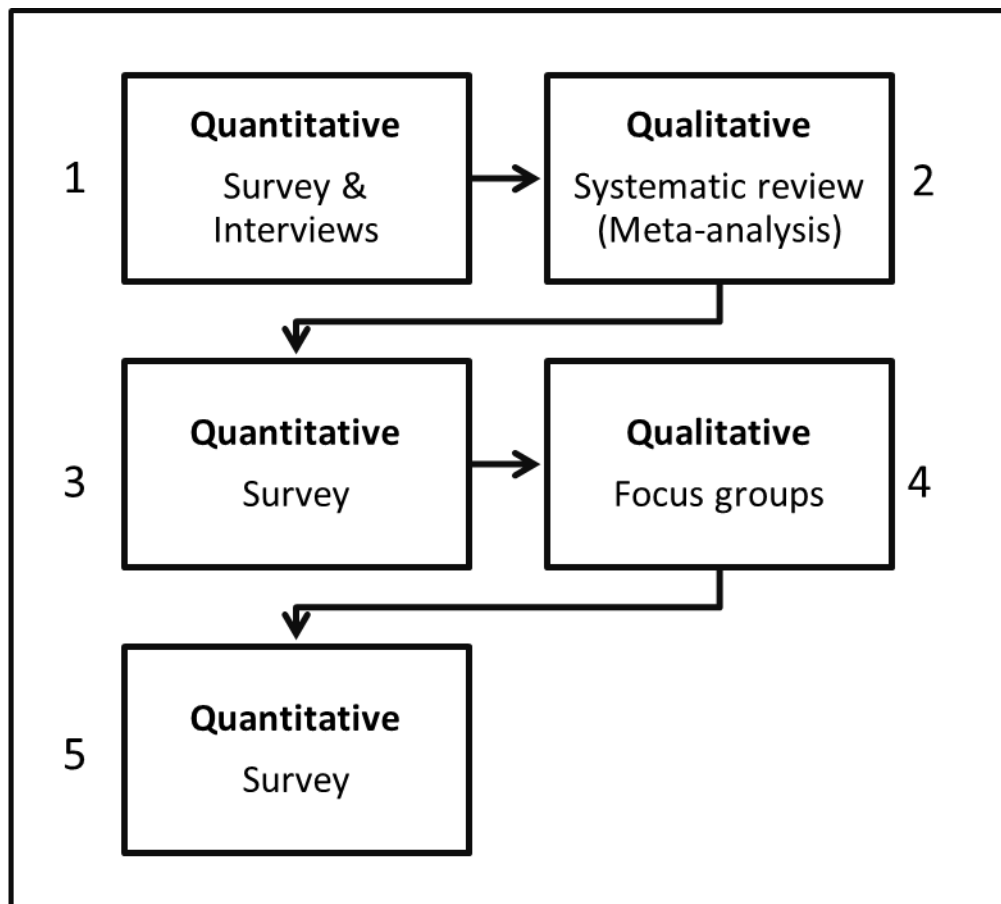 1
Quantitative
Survey &
Interviews
Qualitative
Systematic review
(Meta-analysis)
2
3
Quantitative
Survey
Qualitative
Focus groups
4
5
Quantitative
Survey